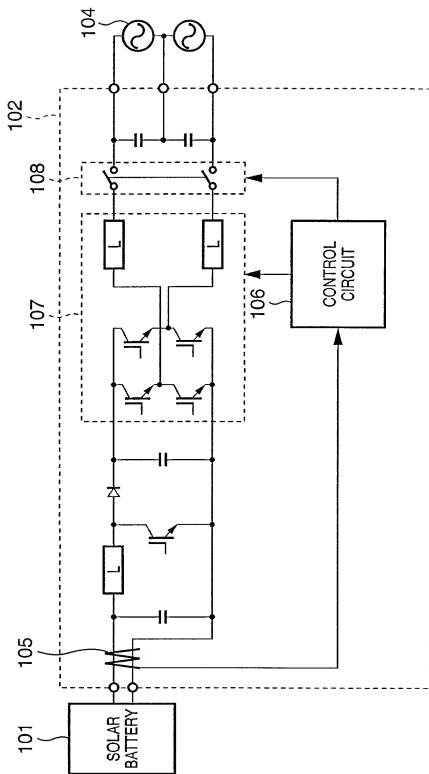 101
SOLAR
BATTERY
105
L
107
L
L
108
102
104
106
CONTROL
CIRCUIT